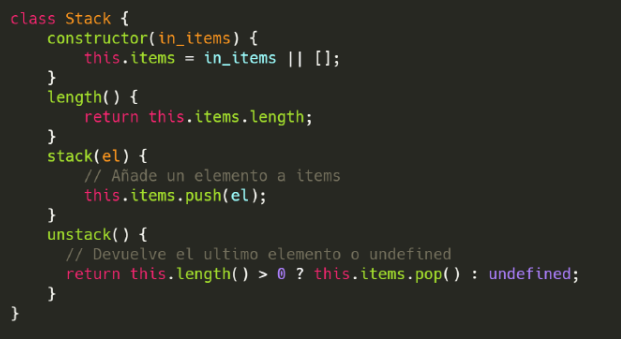 class Stack {
    constructor(in_items) {
        this.items = in_items || [];
    }
    length() {
        return this.items.length;
    }
    stack(el) {
        // Añade un elemento a items
        this.items.push(el);
    }
    unstack() {
      // Devuelve el ultimo elemento o undefined
      return this.length() > 0 ? this.items.pop() : undefined;
    }
}